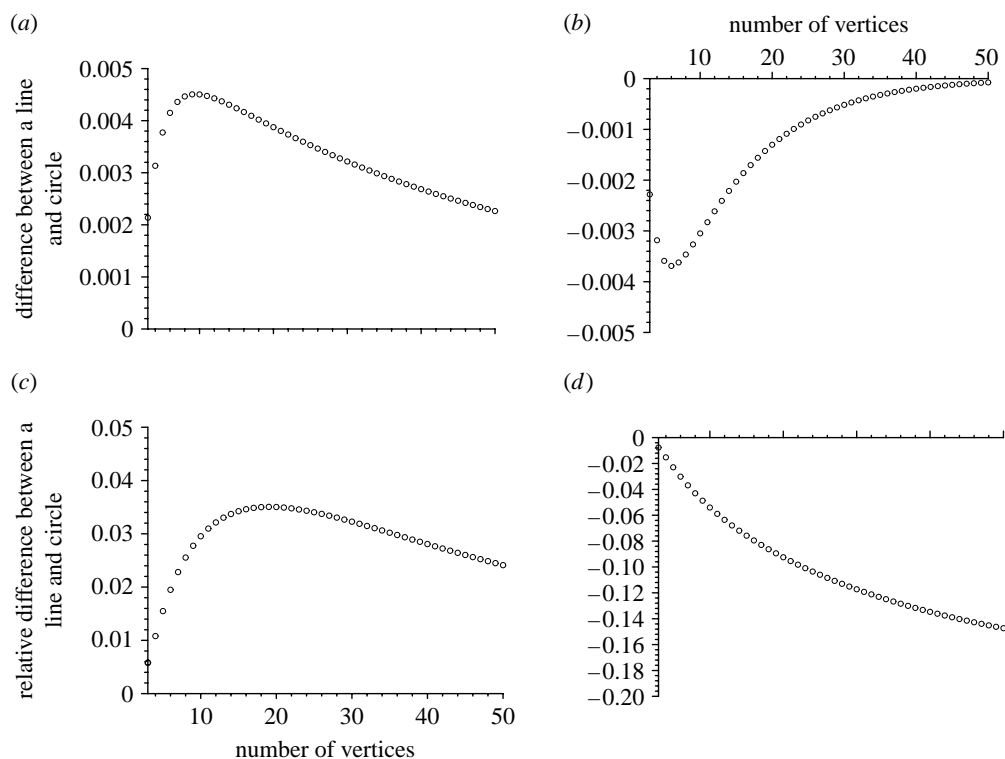 (a)
difference between a line
and circle
0.005
0.004
0.003
0.002
0.001
0
(b)
number of vertices
10 20 30 40 50
0
−0.001
−0.002
−0.003
−0.004
−0.005
(c)
relative difference between a
line and circle
0.05
0.04
0.03
0.02
0.01
0
10 20 30 40 50
number of vertices
(d)
0
−0.02
−0.04
−0.06
−0.08
−0.10
−0.12
−0.14
−0.16
−0.18
−0.20